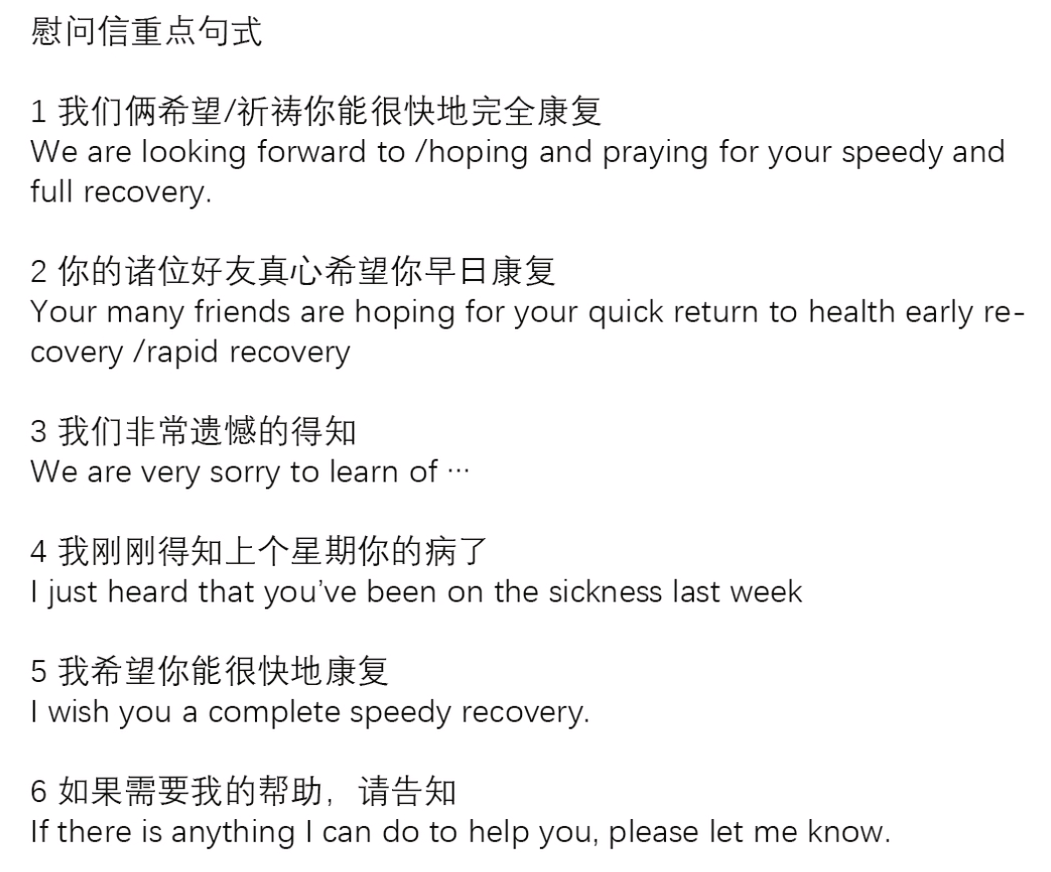 慰问信重点句式
1 我们俩希望/祈祷你能很快地完全康复
We are looking forward to /hoping and praying for your speedy and
full recovery.
2 你的诸位好友真心希望你早日康复
Your many friends are hoping for your quick return to health early re-
covery /rapid recovery
3 我们非常遗憾的得知
We are very sorry to learn of …
4 我刚刚得知上个星期你的病了
I just heard that you’ve been on the sickness last week
5 我希望你能很快地康复
I wish you a complete speedy recovery.
6 如果需要我的帮助，请告知
If there is anything I can do to help you, please let me know.